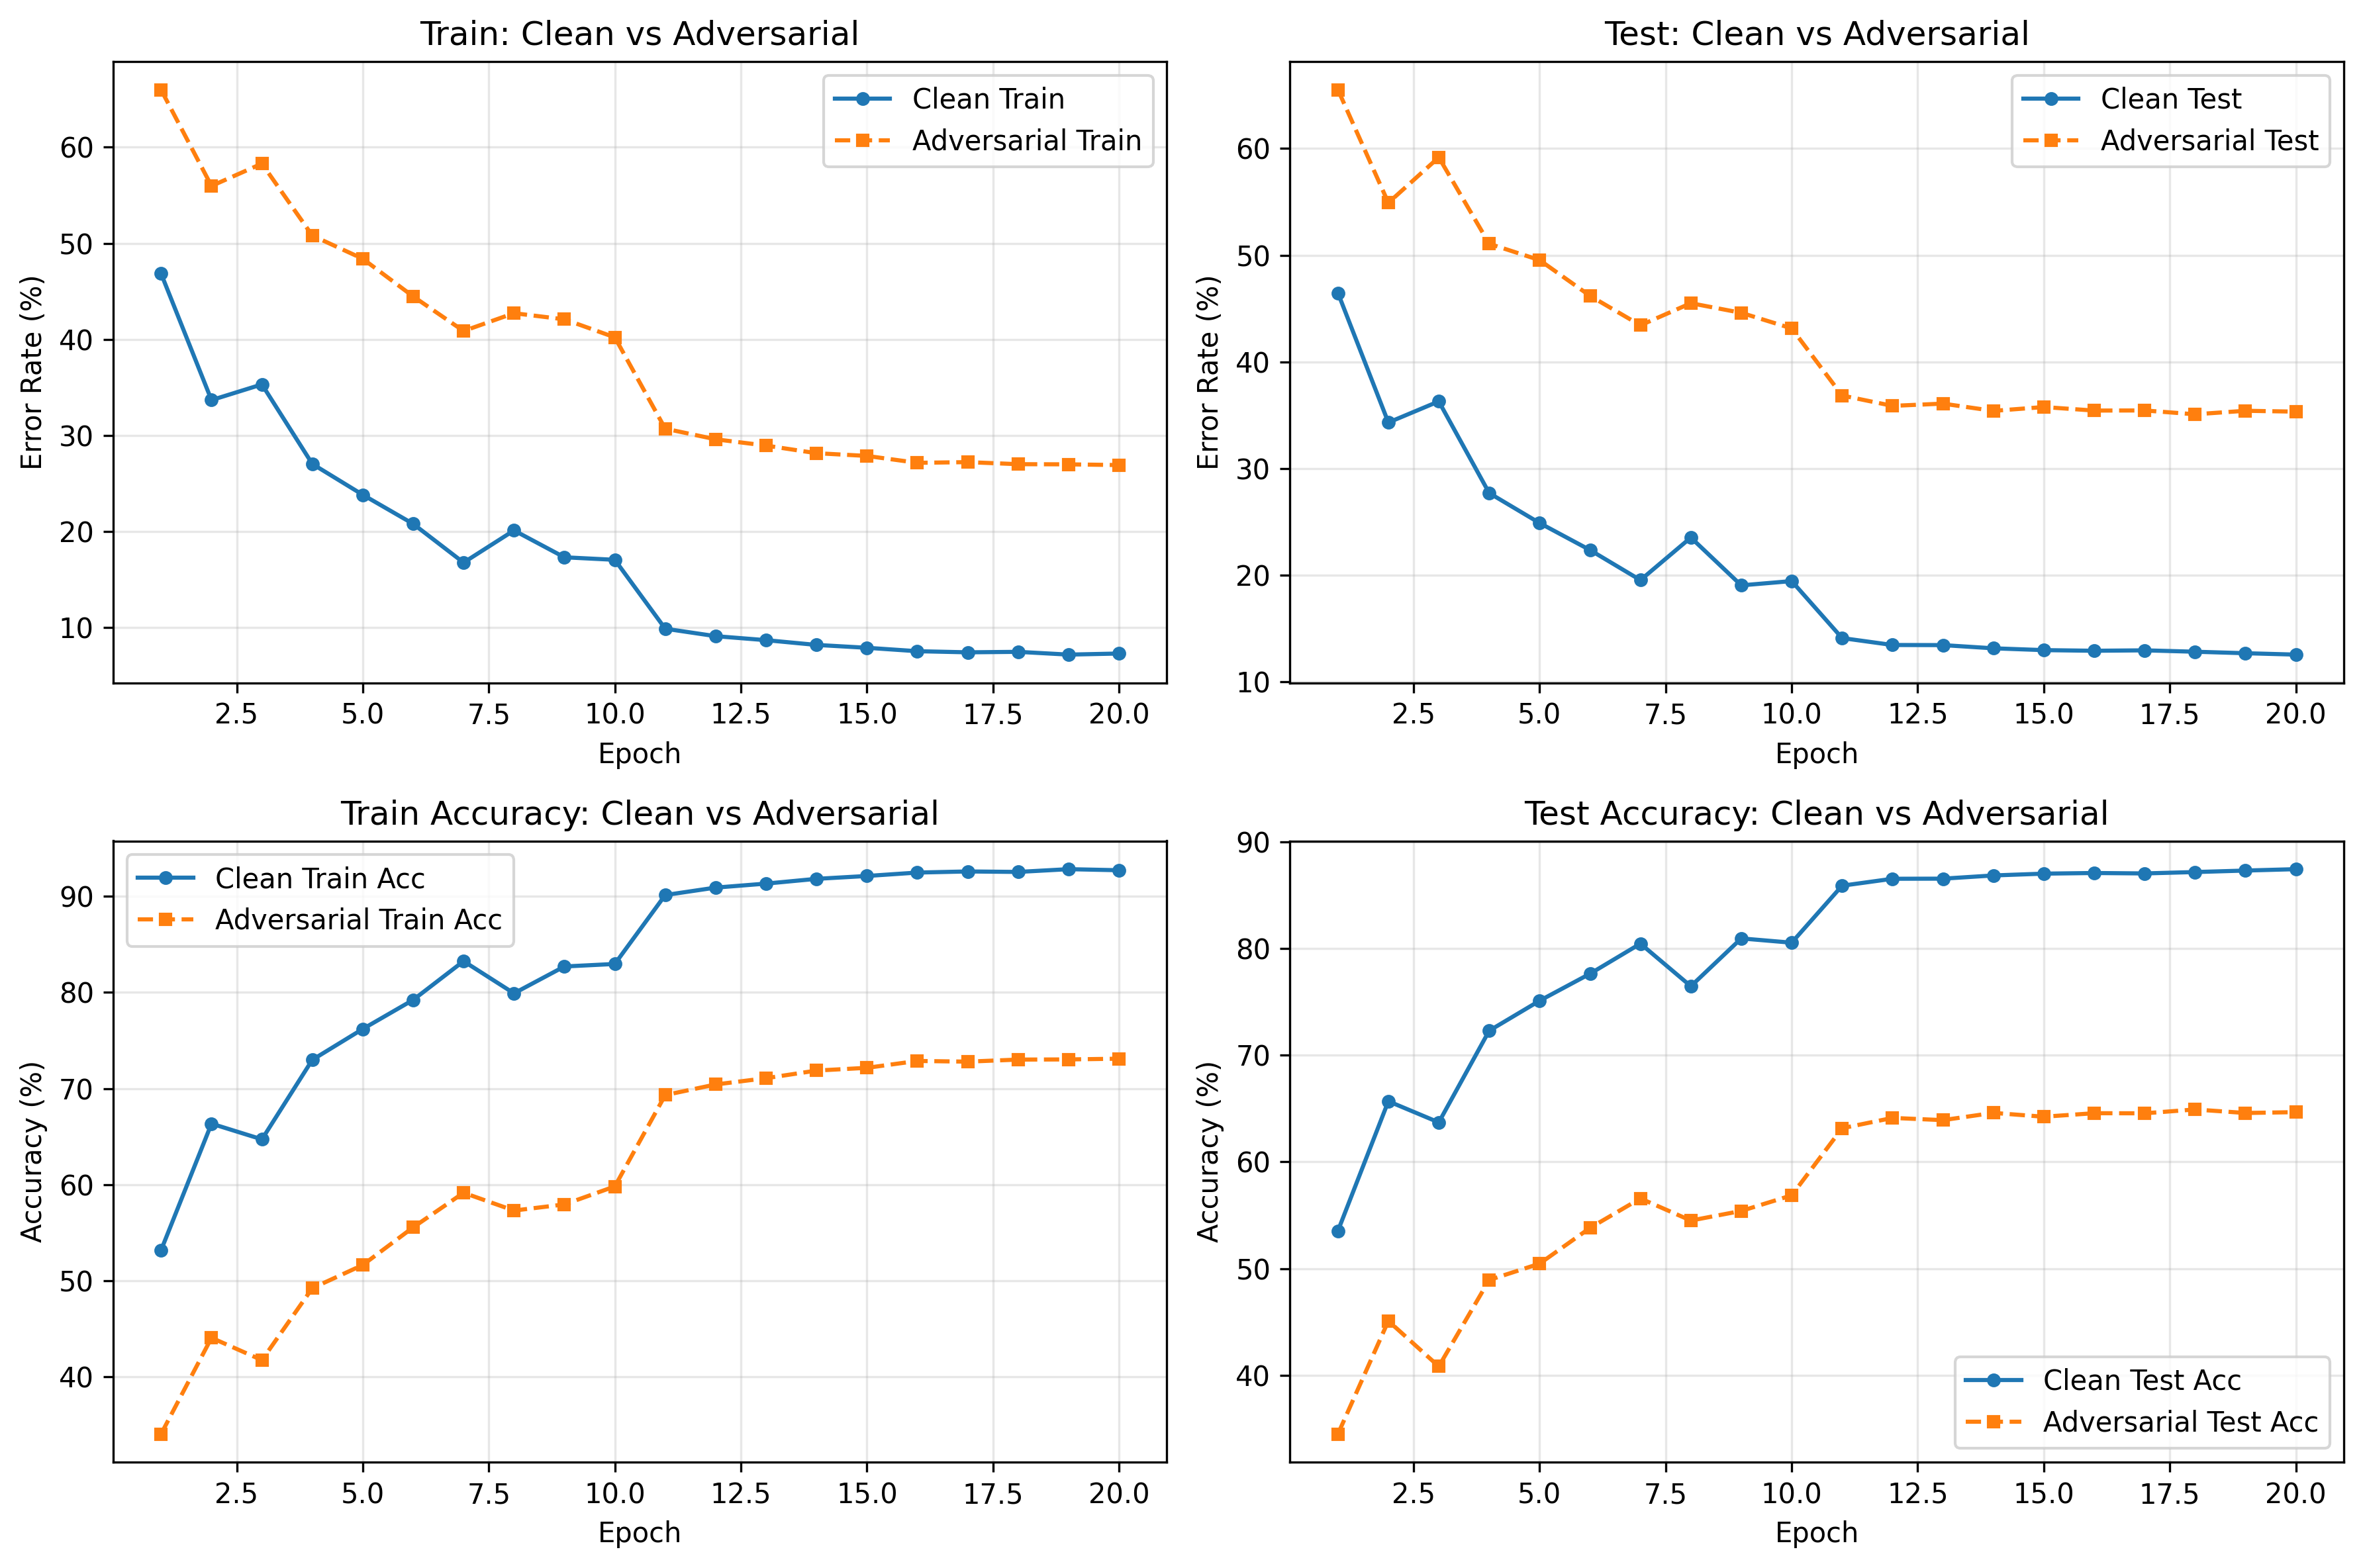 Train: Clean vs Adversarial
Clean Train
Adversarial Train
60
50
40
30
20
10
Error Rate (%)
2.5 5.0 7.5 10.0 12.5 15.0 17.5 20.0
Epoch
Test: Clean vs Adversarial
Clean Test
Adversarial Test
60
50
40
30
20
10
Error Rate (%)
2.5 5.0 7.5 10.0 12.5 15.0 17.5 20.0
Epoch
Train Accuracy: Clean vs Adversarial
Clean Train Acc
Adversarial Train Acc
90
80
70
60
50
40
Accuracy (%)
2.5 5.0 7.5 10.0 12.5 15.0 17.5 20.0
Epoch
Test Accuracy: Clean vs Adversarial
90
80
70
60
50
40
Accuracy (%)
Clean Test Acc
Adversarial Test Acc
2.5 5.0 7.5 10.0 12.5 15.0 17.5 20.0
Epoch